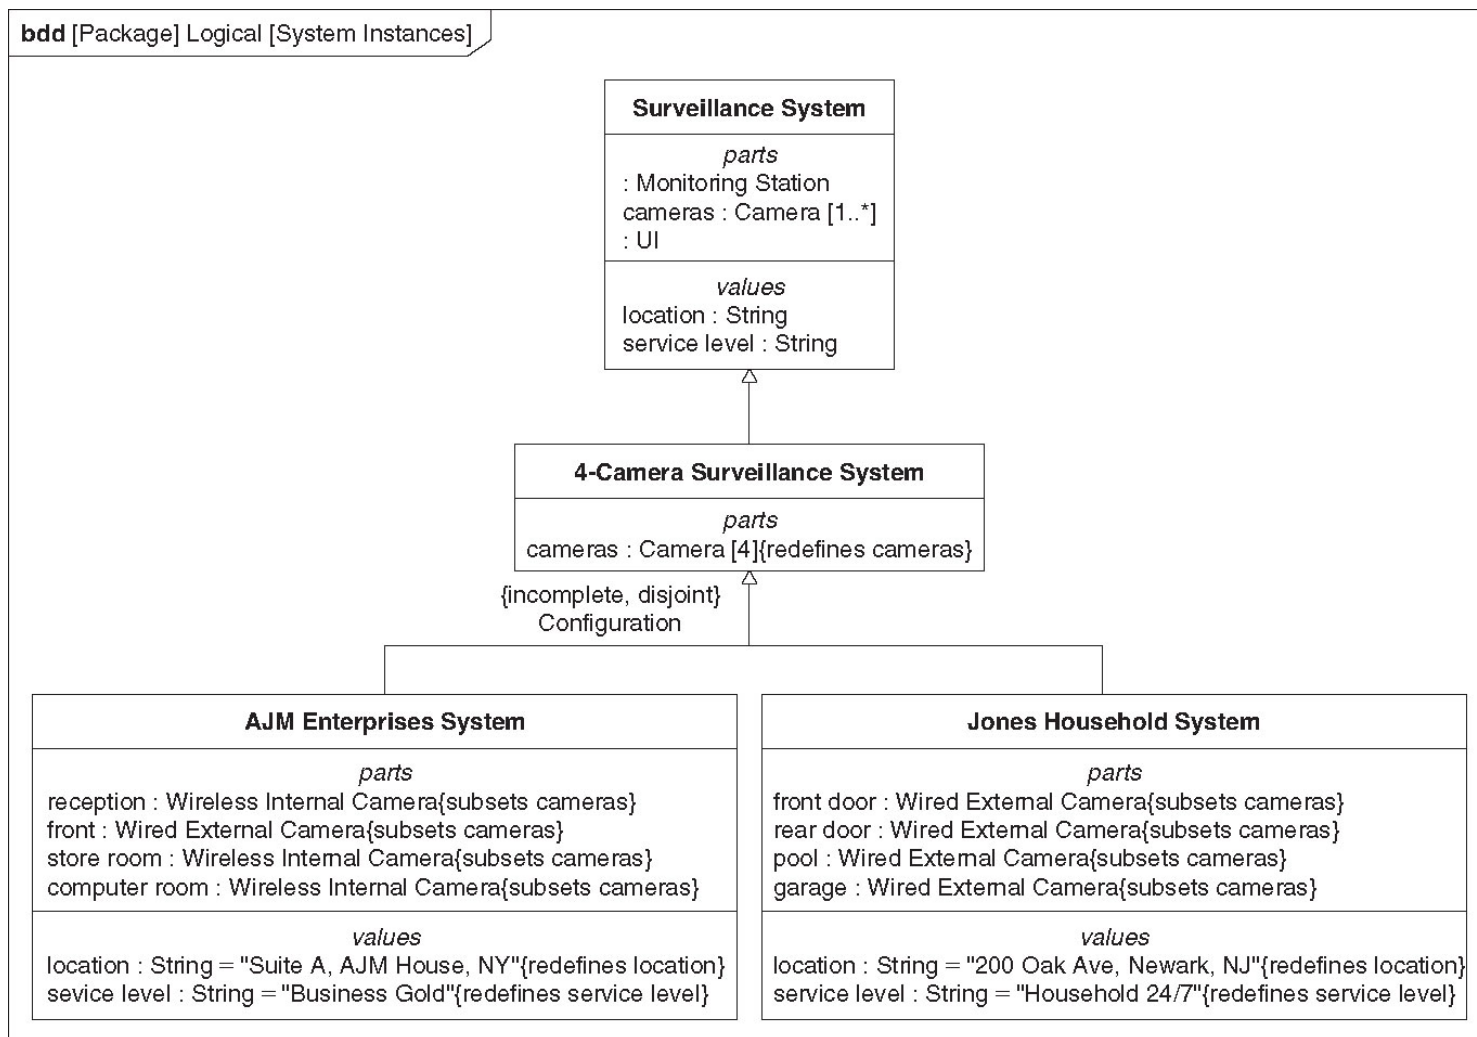 bdd [Package] Logical [System Instances]
Surveillance System
parts
: Monitoring Station
cameras : Camera [1..*]
: UI
values
location : String
service level : String
4-Camera Surveillance System
parts
cameras : Camera [4]{redefines cameras}
{incomplete, disjoint}
Configuration
AJM Enterprises System
parts
reception : Wireless Internal Camera{subsets cameras}
front : Wired External Camera{subsets cameras}
store room : Wireless Internal Camera{subsets cameras}
computer room : Wireless Internal Camera{subsets cameras}
values
location : String = "Suite A, AJM House, NY"{redefines location}
sevice level : String = "Business Gold"{redefines service level}
Jones Household System
parts
front door : Wired External Camera{subsets cameras}
rear door : Wired External Camera{subsets cameras}
pool : Wired External Camera{subsets cameras}
garage : Wired External Camera{subsets cameras}
values
location : String = "200 Oak Ave, Newark, NJ"{redefines location}
service level : String = "Household 24/7"{redefines service level}